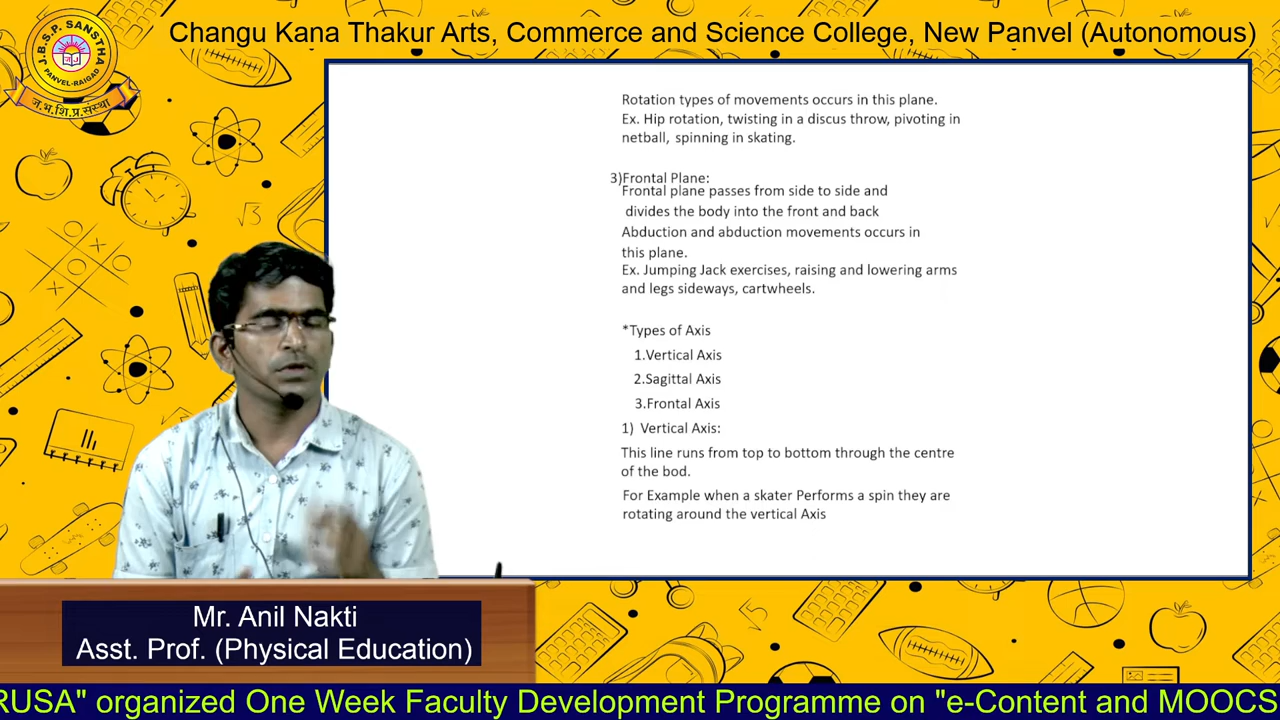 Changu Kana Thakur Arts, Commerce and Science College, New Panvel (Autonomous)
J.B.S.P. SANSTHA
PANVEL-RAIGAD
ज.भ.शि.प्र.संस्था
Rotation types of movements occurs in this plane.
Ex. Hip rotation, twisting in a discus throw, pivoting in
netball, spinning in skating.
3)Frontal Plane:
Frontal plane passes from side to side and
divides the body into the front and back
Abduction and abduction movements occurs in
this plane.
Ex. Jumping Jack exercises, raising and lowering arms
and legs sideways, cartwheels.
*Types of Axis
1.Vertical Axis
2.Sagittal Axis
3.Frontal Axis
1) Vertical Axis:
This line runs from top to bottom through the centre
of the bod.
For Example when a skater Performs a spin they are
rotating around the vertical Axis
Mr. Anil Nakti
Asst. Prof. (Physical Education)
RUSA" organized One Week Faculty Development Programme on "e-Content and MOOCS